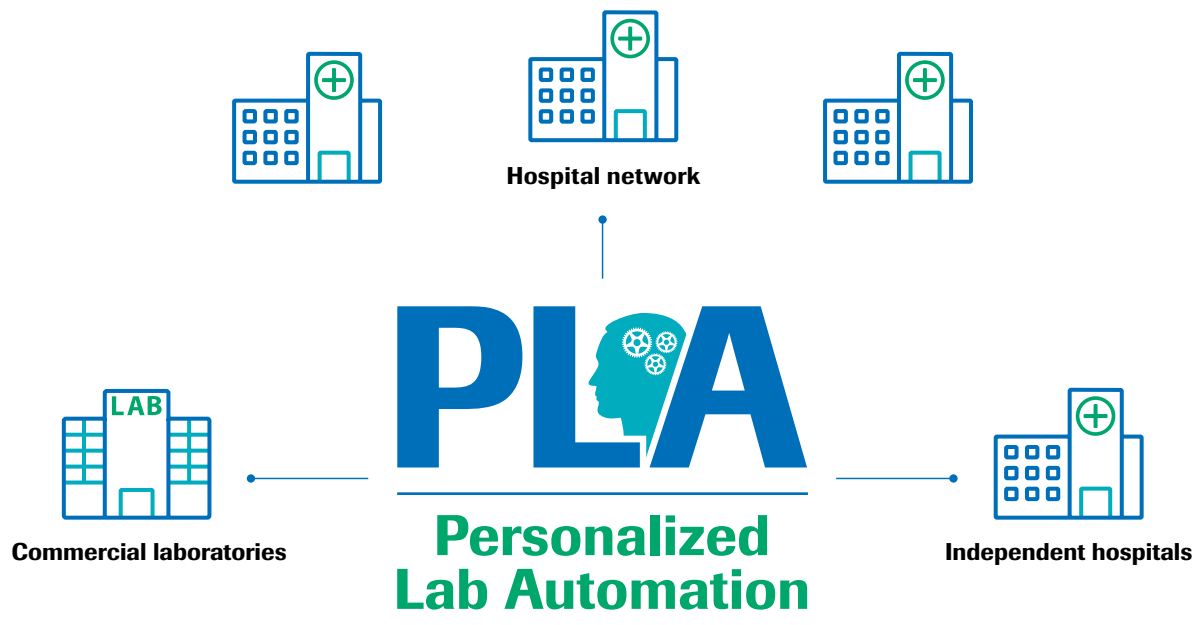 Hospital network
PLA
LAB
Commercial laboratories
Independent hospitals
Personalized
Lab Automation